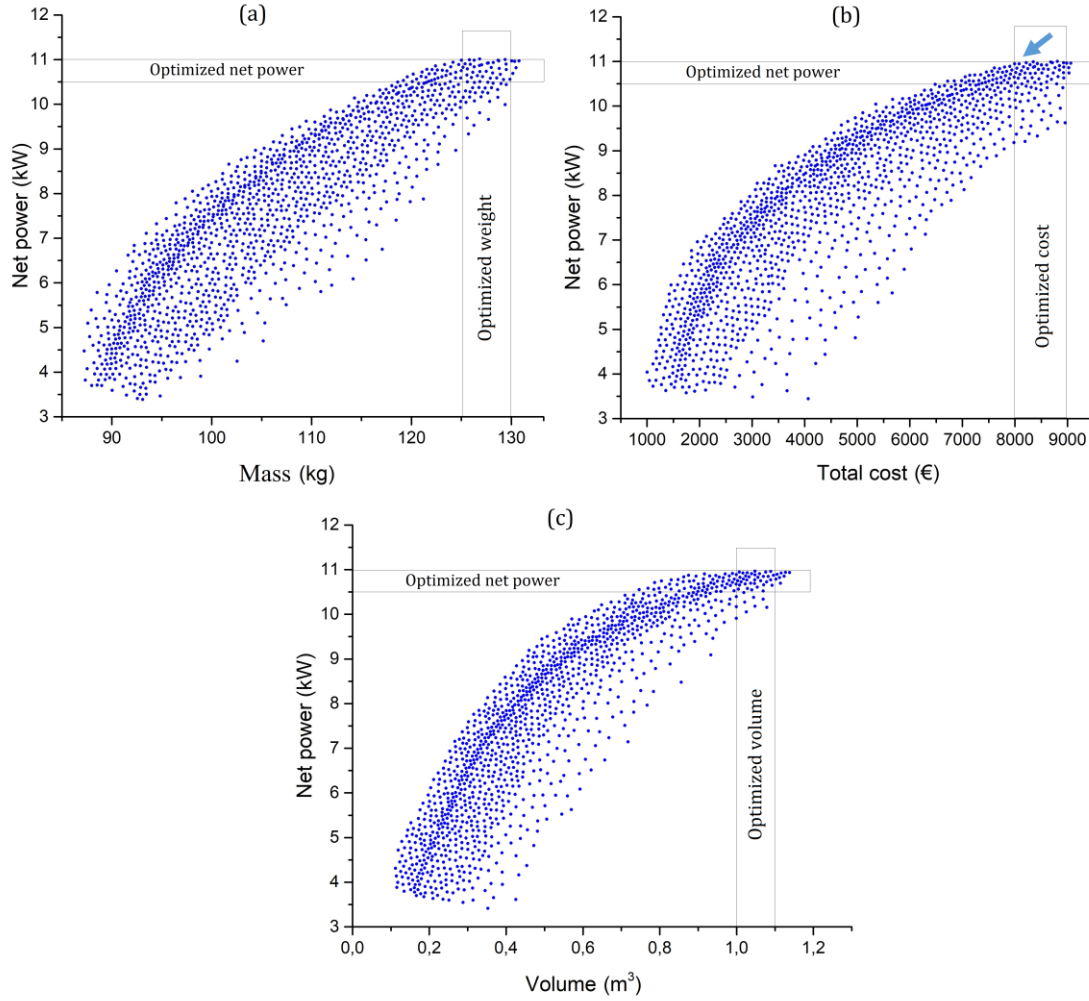 (a)
12
11
10
9
8
7
6
5
4
3
Net power (kW)
Optimized net power
Optimized weight
90 100 110 120 130
Mass (kg)
(b)
12
11
10
9
8
7
6
5
4
3
Net power (kW)
Optimized net power
Optimized cost
1000 2000 3000 4000 5000 6000 7000 8000 9000
Total cost (€)
(c)
12
11
10
9
8
7
6
5
4
3
Net power (kW)
Optimized net power
Optimized volume
0,0 0,2 0,4 0,6 0,8 1,0 1,2
Volume (m³)